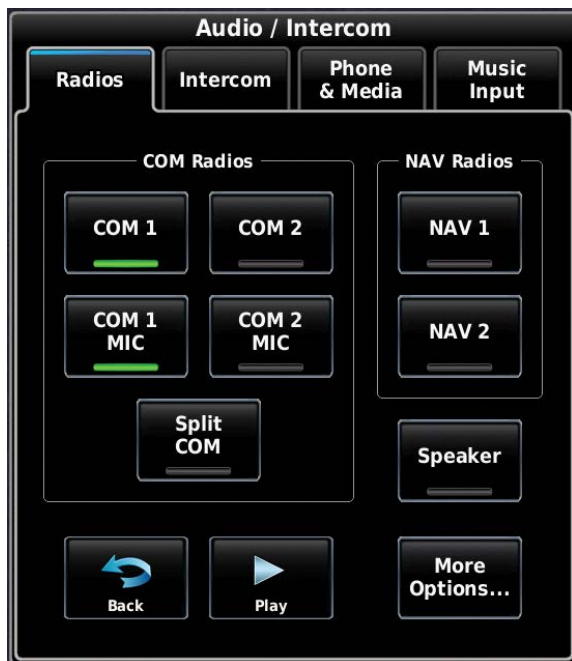 Audio / Intercom
Radios
Intercom
Phone
& Media
Music
Input
COM Radios
NAV Radios
COM 1
COM 2
NAV 1
COM 1
MIC
COM 2
MIC
NAV 2
Split
COM
Speaker
Back
Play
More
Options...